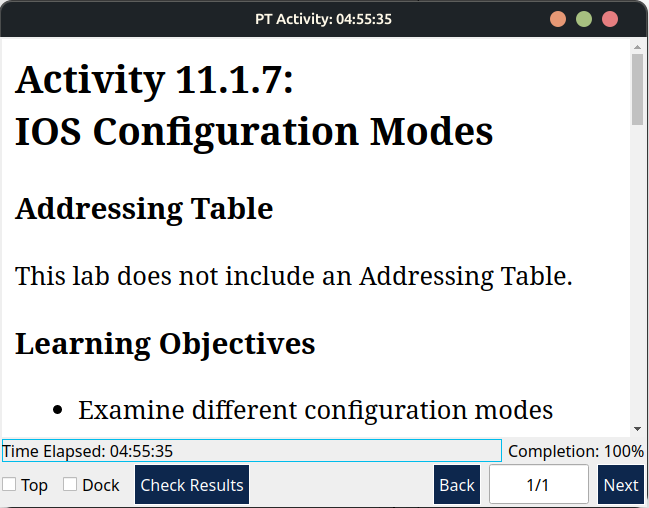 PT Activity: 04:55:35
Activity 11.1.7:
IOS Configuration Modes
Addressing Table
This lab does not include an Addressing Table.
Learning Objectives
Examine different configuration modes
Time Elapsed: 04:55:35 Completion: 100%
Top Dock Check Results Back 1/1 Next